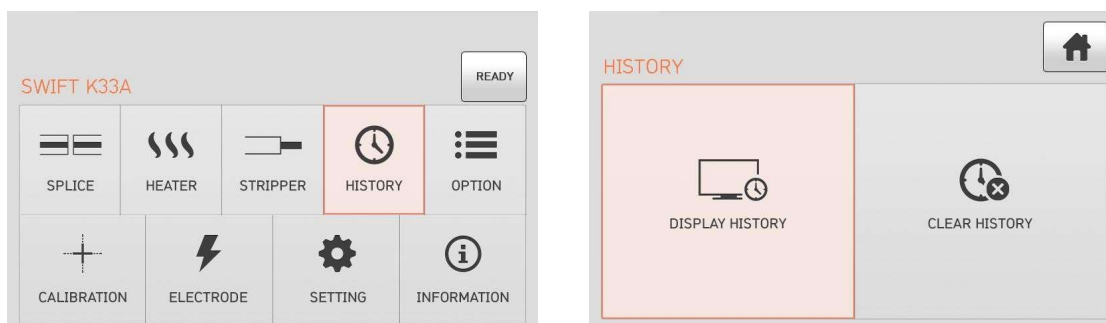 READY
SWIFT K33A
SPLICE HEATER STRIPPER HISTORY OPTION
CALIBRATION ELECTRODE SETTING INFORMATION
HISTORY
DISPLAY HISTORY CLEAR HISTORY